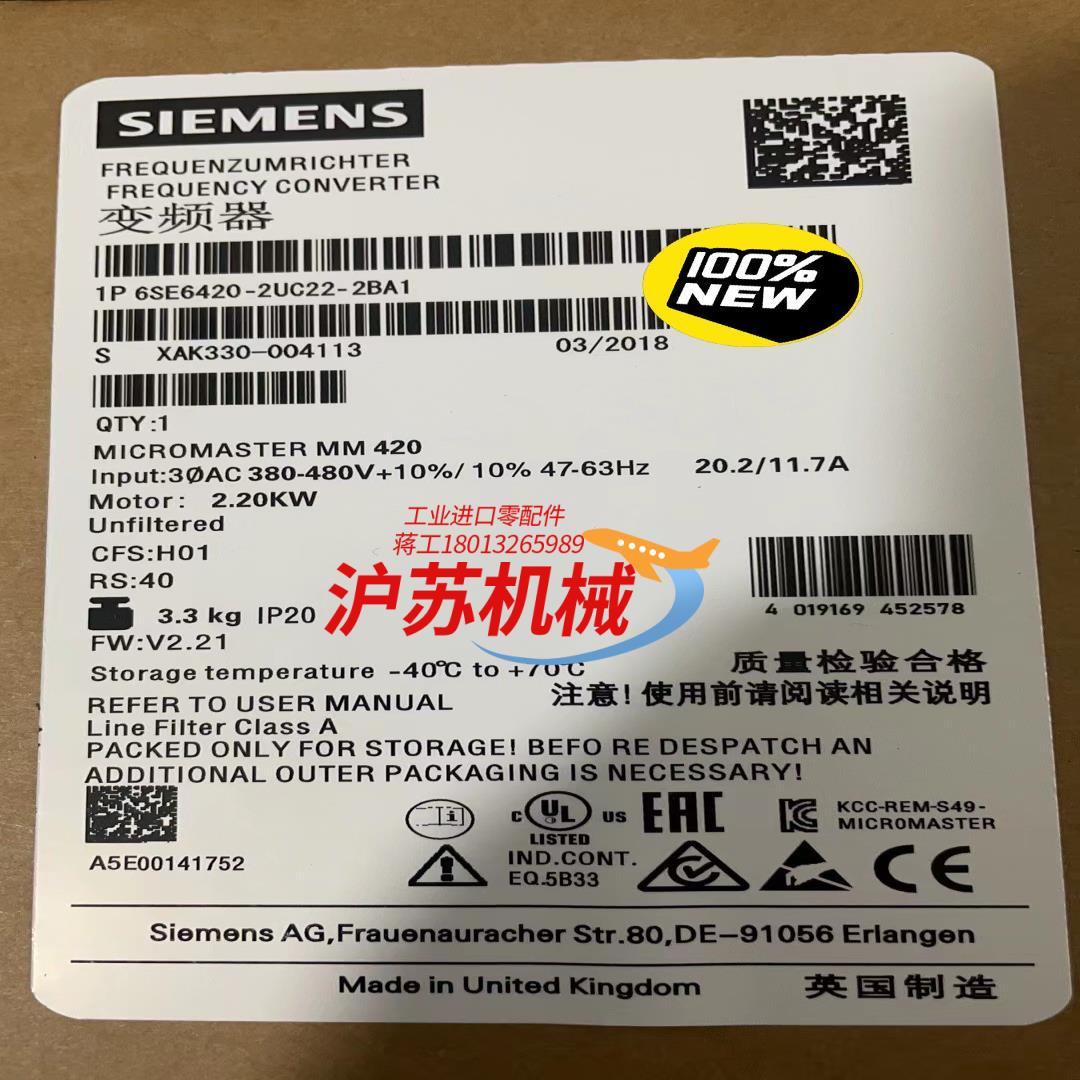 SIEMENS
FREQUENZUMRICHTER
FREQUENCY CONVERTER
变频器
100%
NEW
1P 6SE6420-2UC22-2BA1
S XAK330-004113 03/2018
QTY:1
MICROMASTER MM 420
Input:3ØAC 380-480V+10%/10% 47-63Hz 20.2/11.7A
Motor: 2.20KW
Unfiltered
工业进口零配件
蒋工18013265989
沪苏机械
CFS:H01
RS:40
3.3 kg IP20
FW:V2.21
4 019169 452578
Storage temperature -40℃ to +70℃
质量检验合格
注意!使用前请阅读相关说明
REFER TO USER MANUAL
Line Filter Class A
PACKED ONLY FOR STORAGE! BEFO RE DESPATCH AN
ADDITIONAL OUTER PACKAGING IS NECESSARY!
A5E00141752
i
c UL us
LISTED
IND.CONT.
EQ.5B33
EAC
KCC-REM-S49-
MICROMASTER
CE
Siemens AG,Frauenauracher Str.80,DE-91056 Erlangen
Made in United Kingdom 英国制造